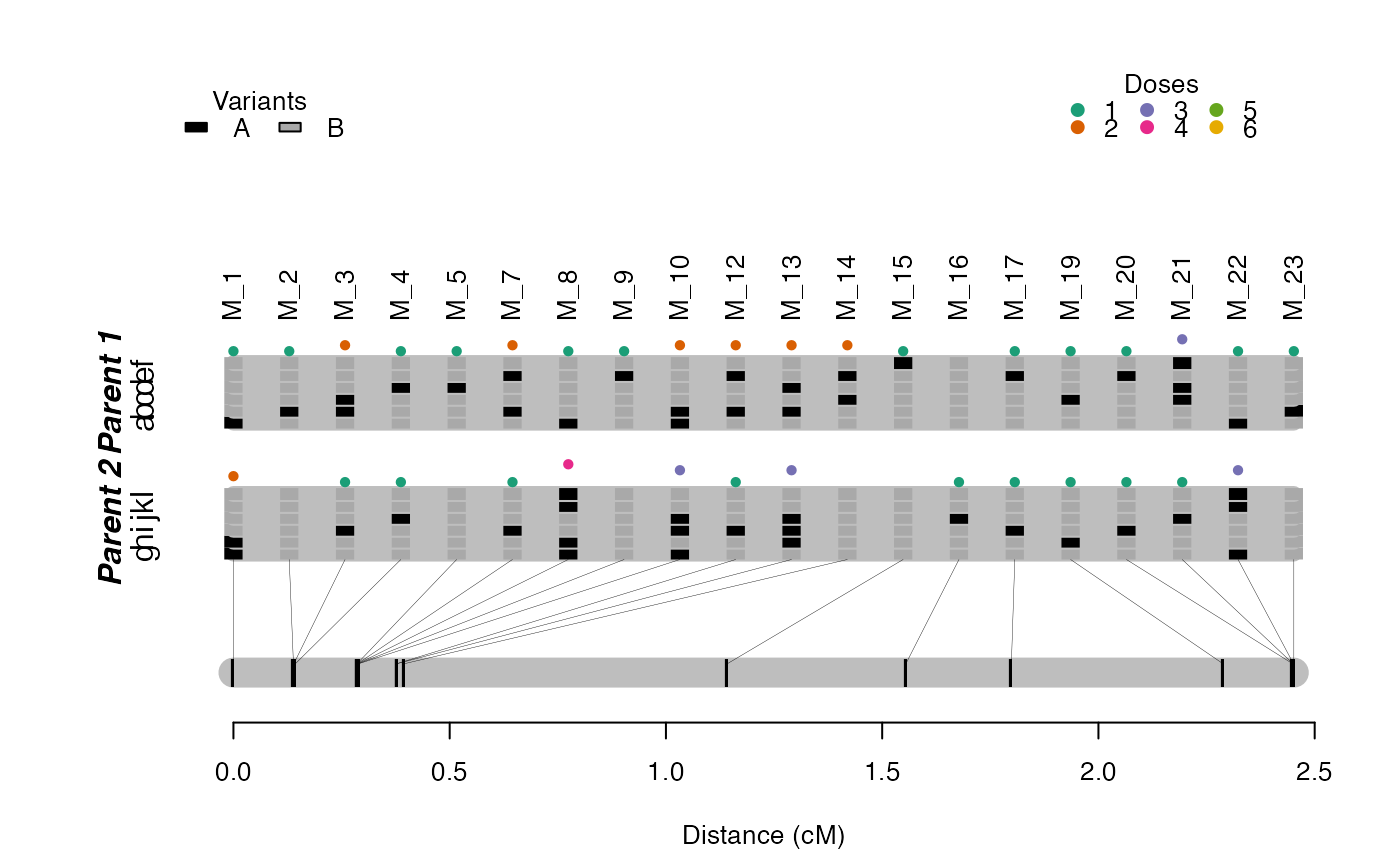 Variants
A B
Doses
1 3 5
2 4 6
M_1 M_2 M_3 M_4 M_5 M_7 M_8 M_9 M_10 M_12 M_13 M_14 M_15 M_16 M_17 M_19 M_20 M_21 M_22 M_23
Parent 1
abcdef
Parent 2
ghijkl
0.0 0.5 1.0 1.5 2.0 2.5
Distance (cM)